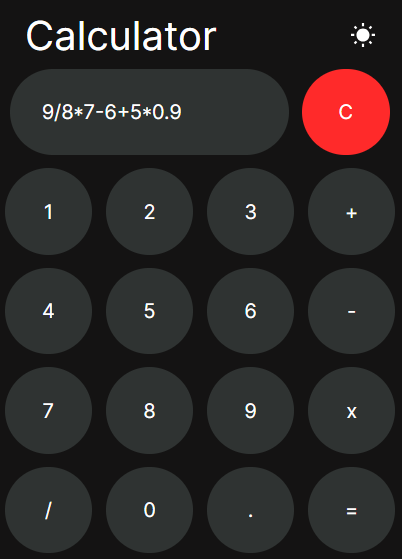 Calculator
9/8*7-6+5*0.9 C
1 2 3 +
4 5 6 -
7 8 9 x
/ 0 . =